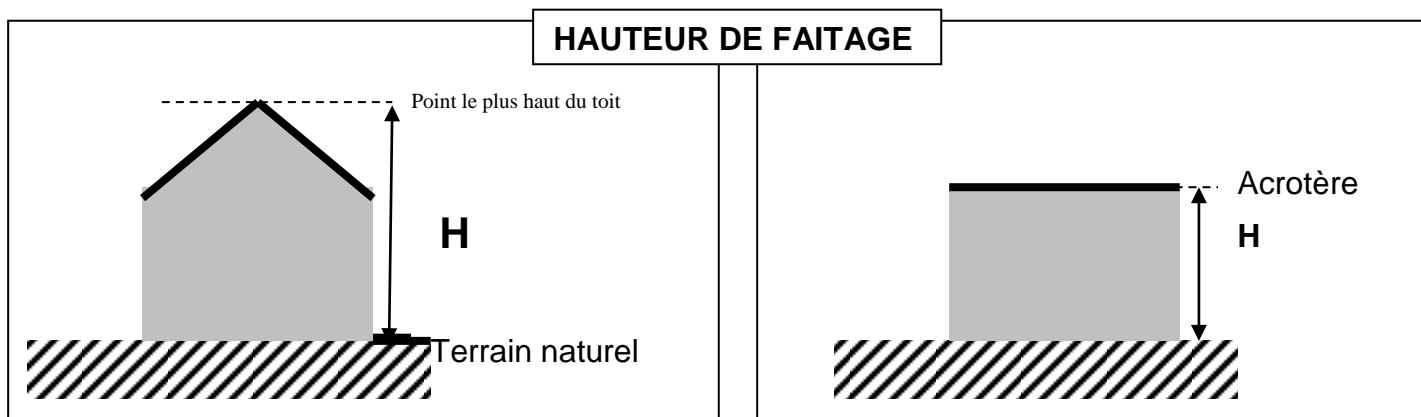 HAUTEUR DE FAITAGE
Point le plus haut du toit
H
Terrain naturel
Acrotère
H